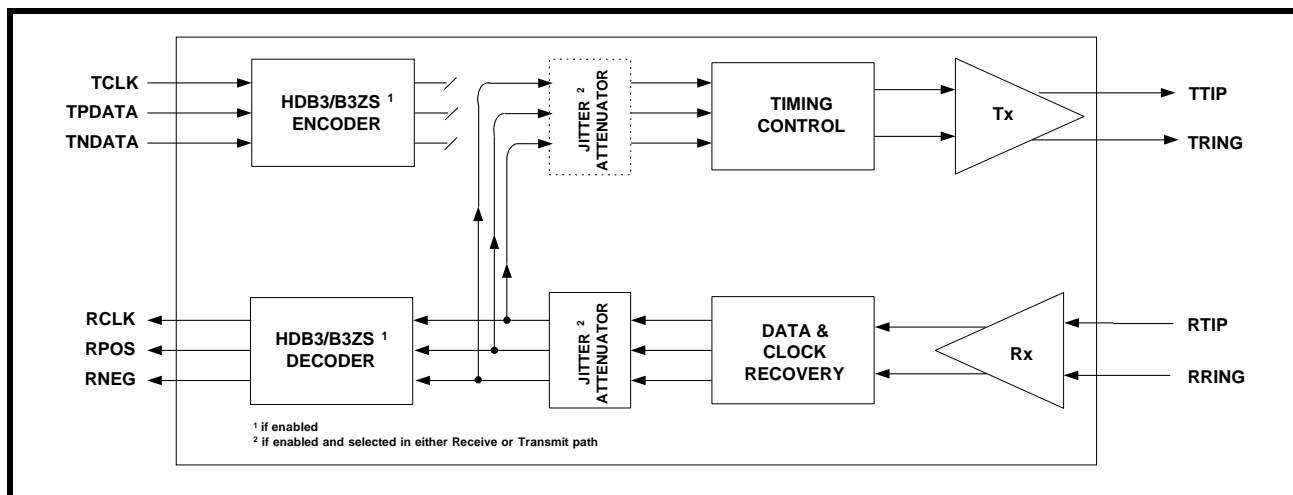 TCLK
TPDATA
TNDATA
HDB3/B3ZS 1
ENCODER
JITTER 2
ATTENUATOR
TIMING
CONTROL
Tx
TTIP
TRING
RCLK
RPOS
RNEG
HDB3/B3ZS 1
DECODER
JITTER 2
ATTENUATOR
DATA &
CLOCK
RECOVERY
Rx
RTIP
RRING
1 if enabled
2 if enabled and selected in either Receive or Transmit path